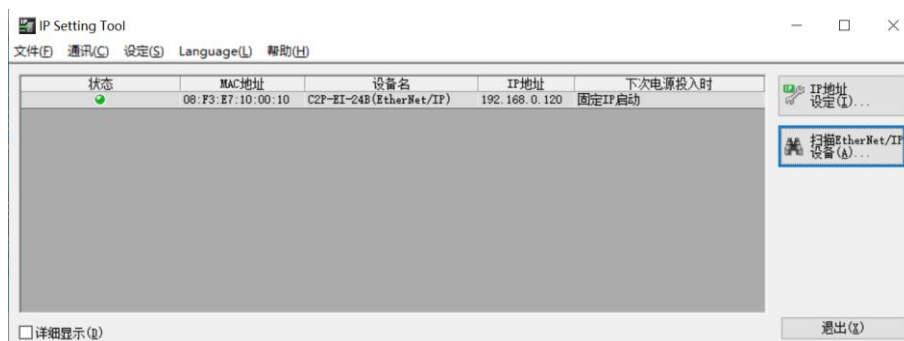 IP Setting Tool
文件(F) 通讯(C) 设定(S) Language(L) 帮助(H)
状态 MAC地址 设备名 IP地址 下次电源投入时
08:F3:E7:10:00:10 C2P-EI-24B(EtherNet/IP) 192.168.0.120 固定IP启动
IP地址
设定(I)...
扫描EtherNet/IP
设备(A)...
详细显示(D)
退出(X)